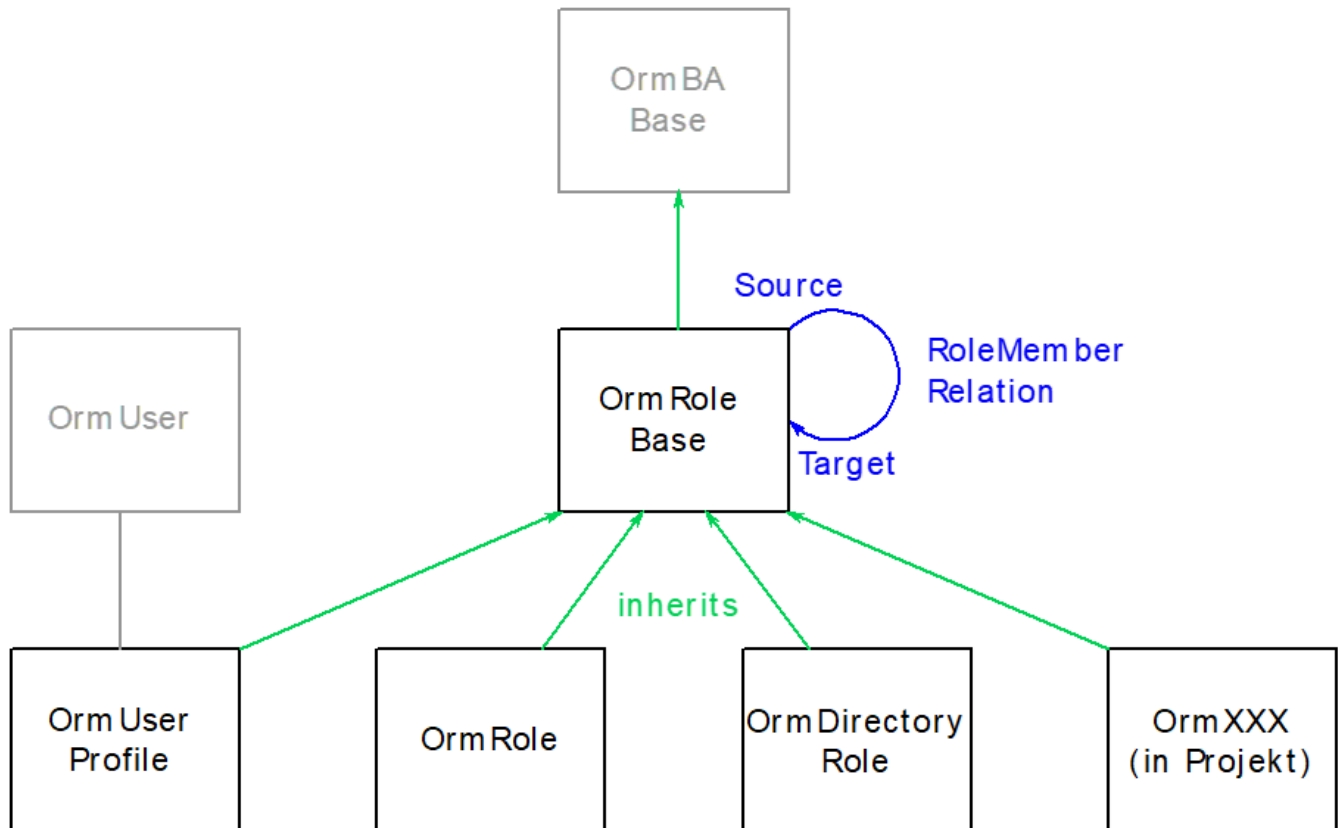 Orm BA
Base
Source
RoleMember
Relation
Orm User
Orm Role
Base
Target
inherits
Orm User
Profile
Orm Role
Orm Directory
Role
Orm XXX
(in Projekt)